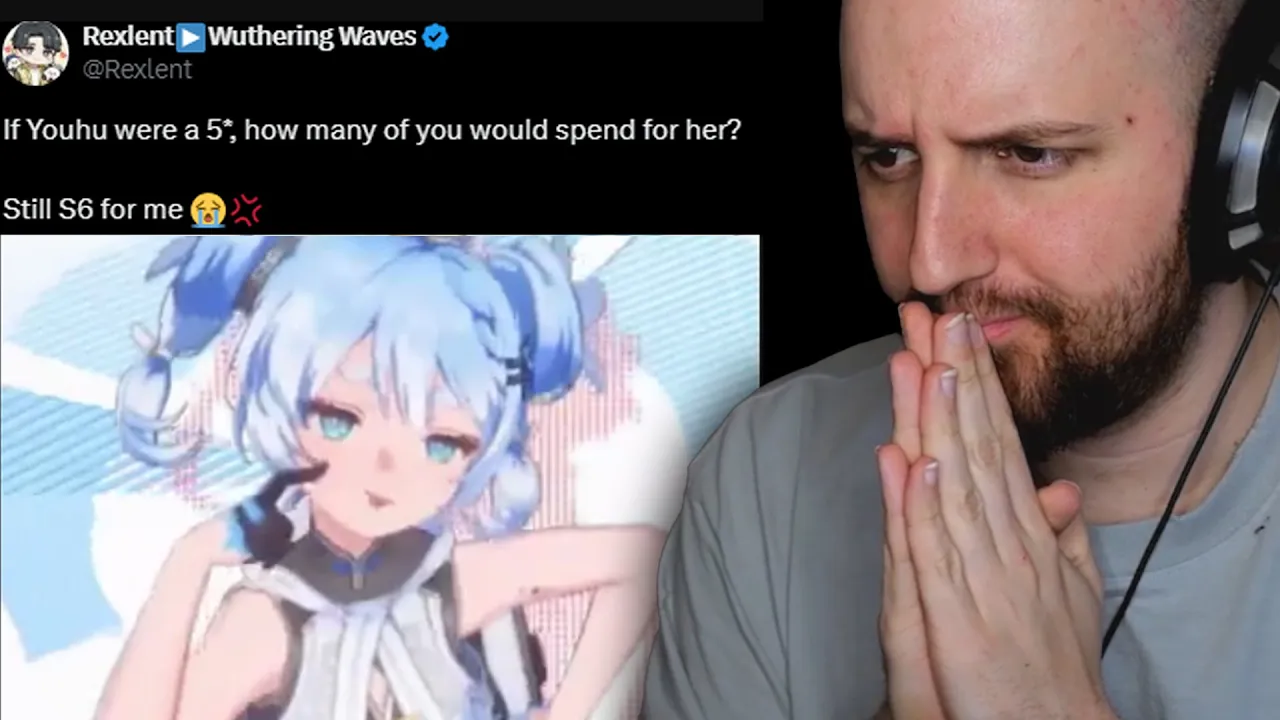 Rexlent▶️Wuthering Waves
@Rexlent
If Youhu were a 5*, how many of you would spend for her?
Still S6 for me 😭💢